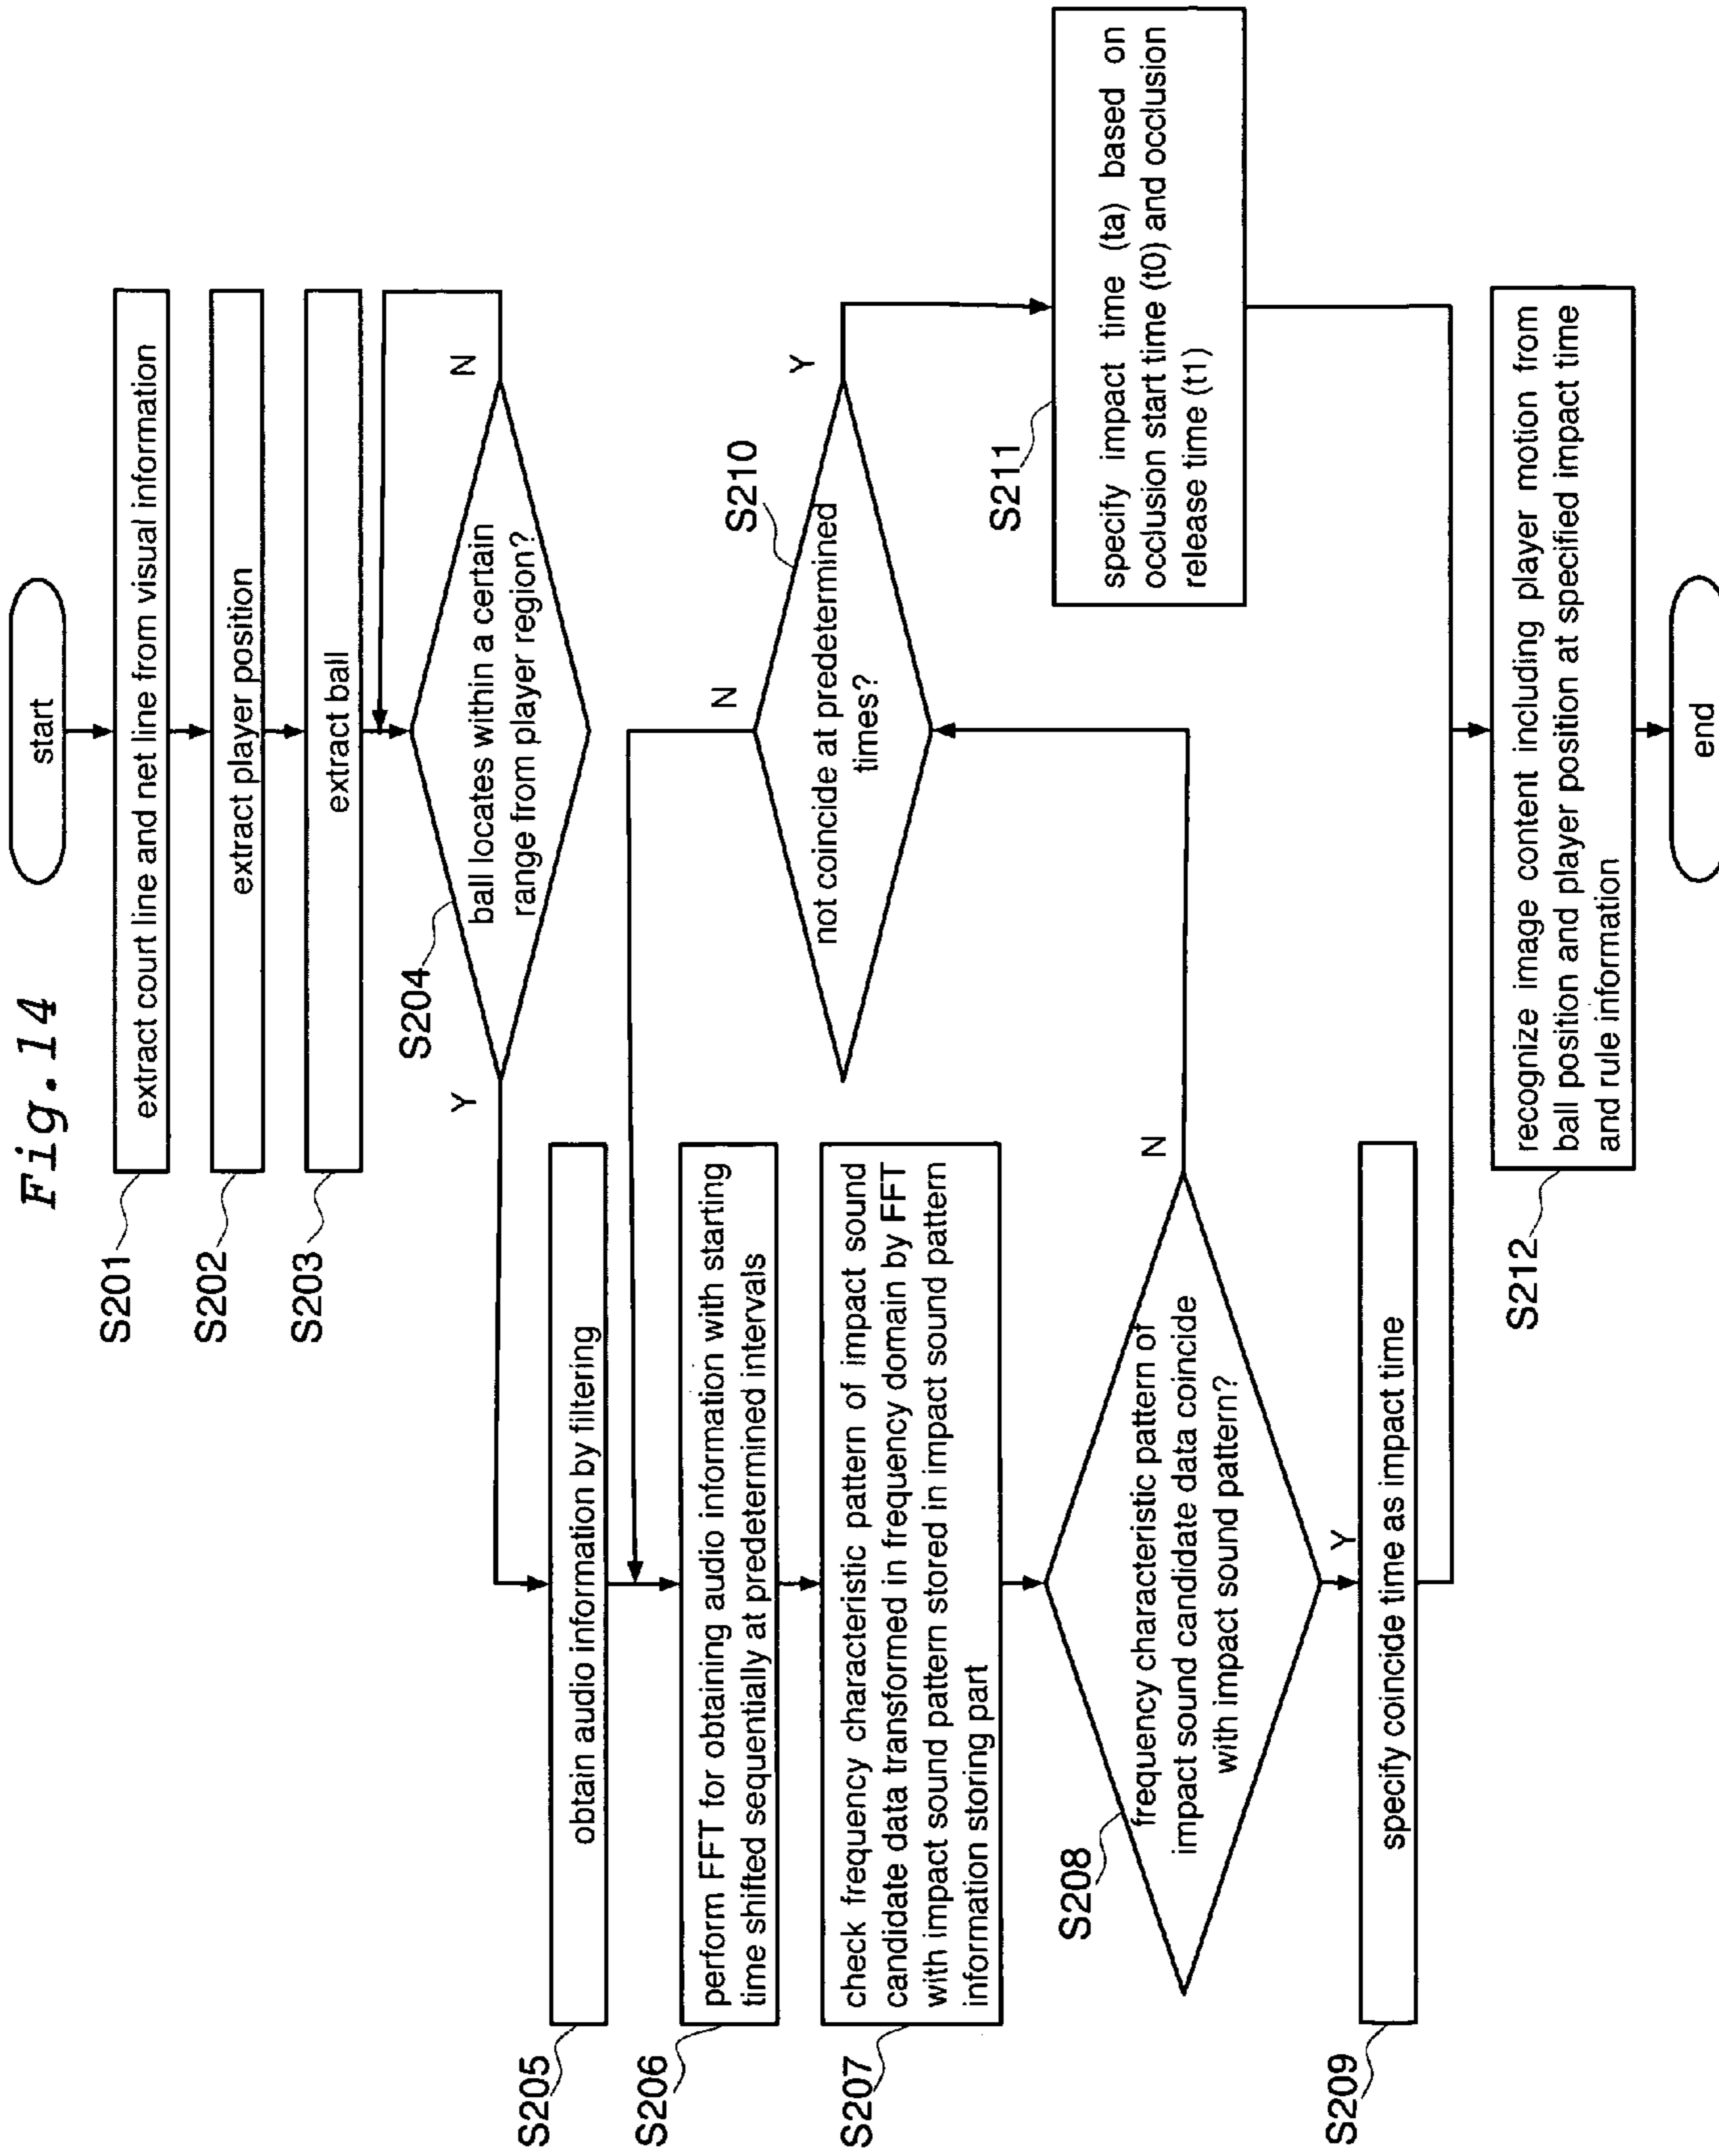 Fig.14
start
S201
extract court line and net line from visual information
S202
extract player position
S203
extract ball
S204
ball locates within a certain
range from player region?
N
Y
S205
obtain audio information by filtering
S206
perform FFT for obtaining audio information with starting
time shifted sequentially at predetermined intervals
S207
check frequency characteristic pattern of impact sound
candidate data transformed in frequency domain by FFT
with impact sound pattern stored in impact sound pattern
information storing part
S208
frequency characteristic pattern of
impact sound candidate data coincide
with impact sound pattern?
N
Y
S209
specify coincide time as impact time
S210
not coincide at predetermined
times?
N
Y
S211
specify impact time (ta) based on
occlusion start time (t0) and occlusion
release time (t1)
S212
recognize image content including player motion from
ball position and player position at specified impact time
and rule information
end